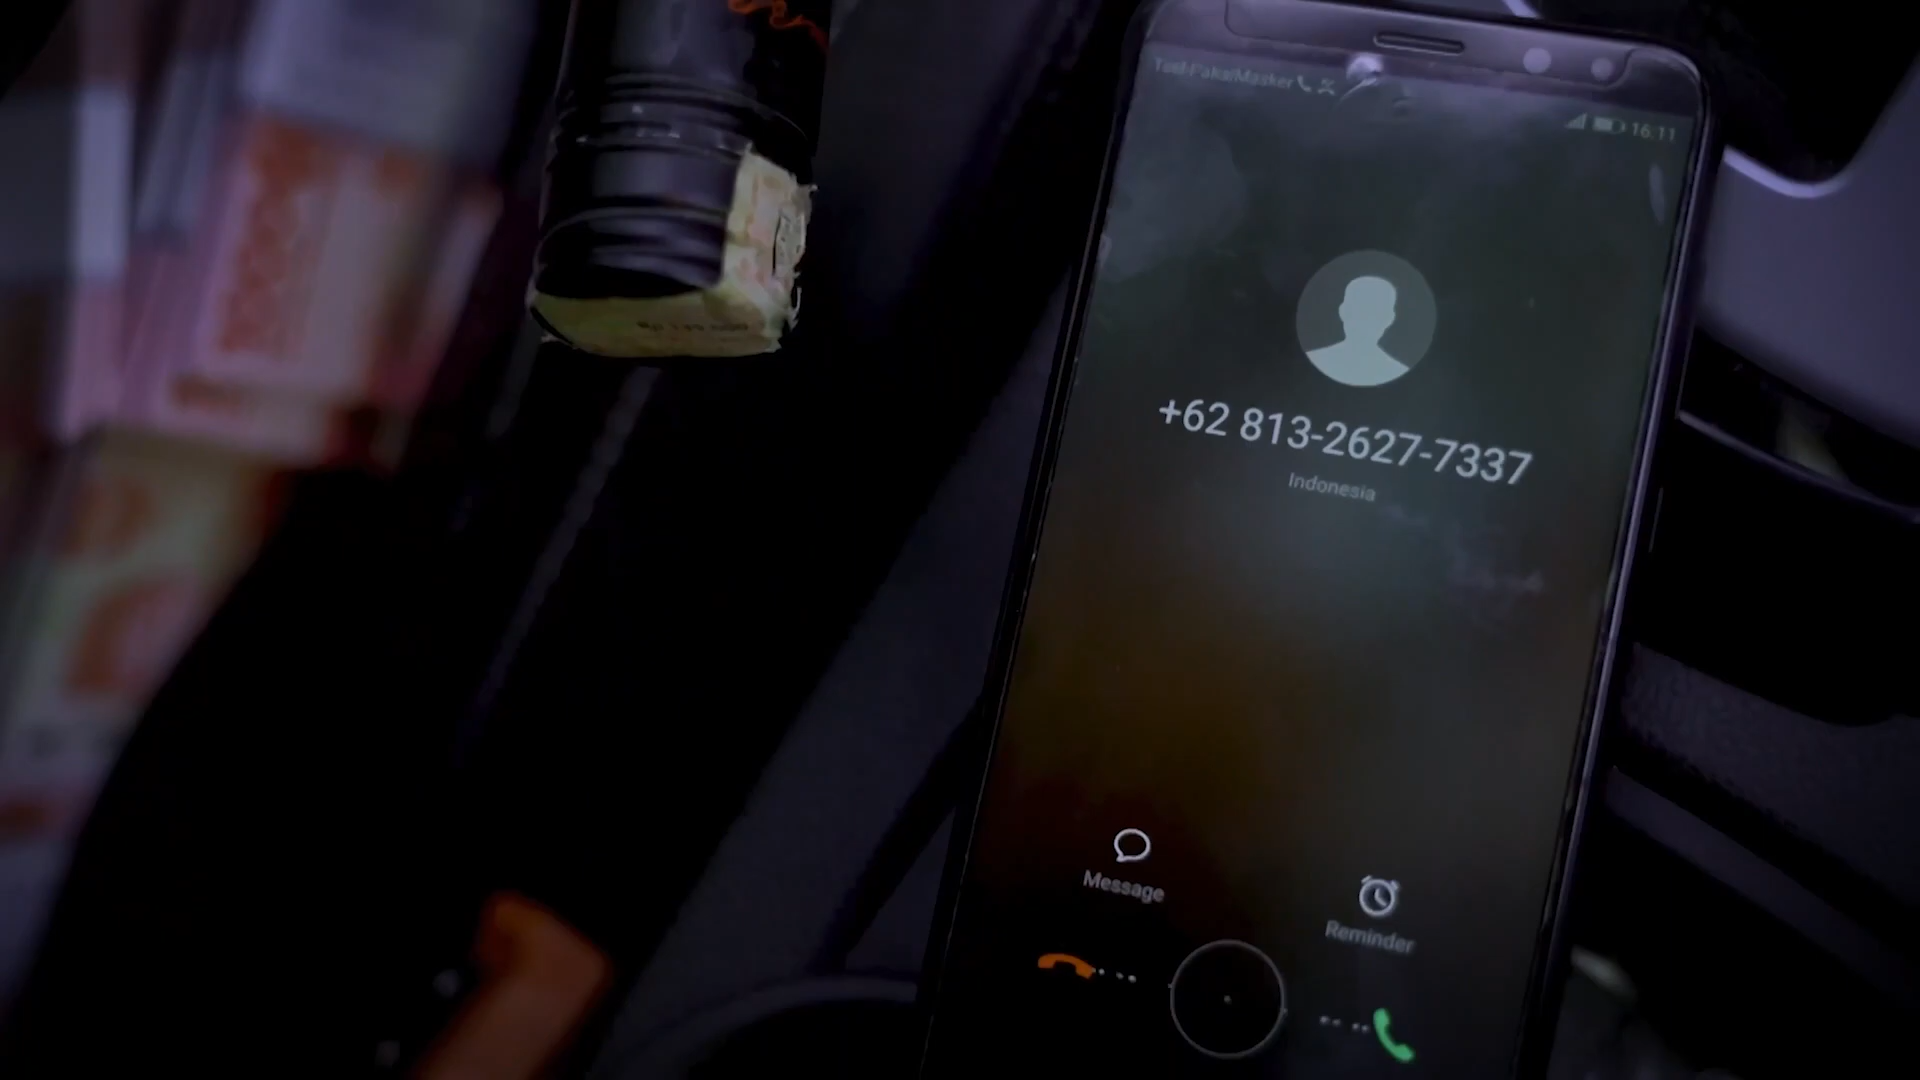 16:11
+62 813-2627-7337
Indonesia
Message
Reminder